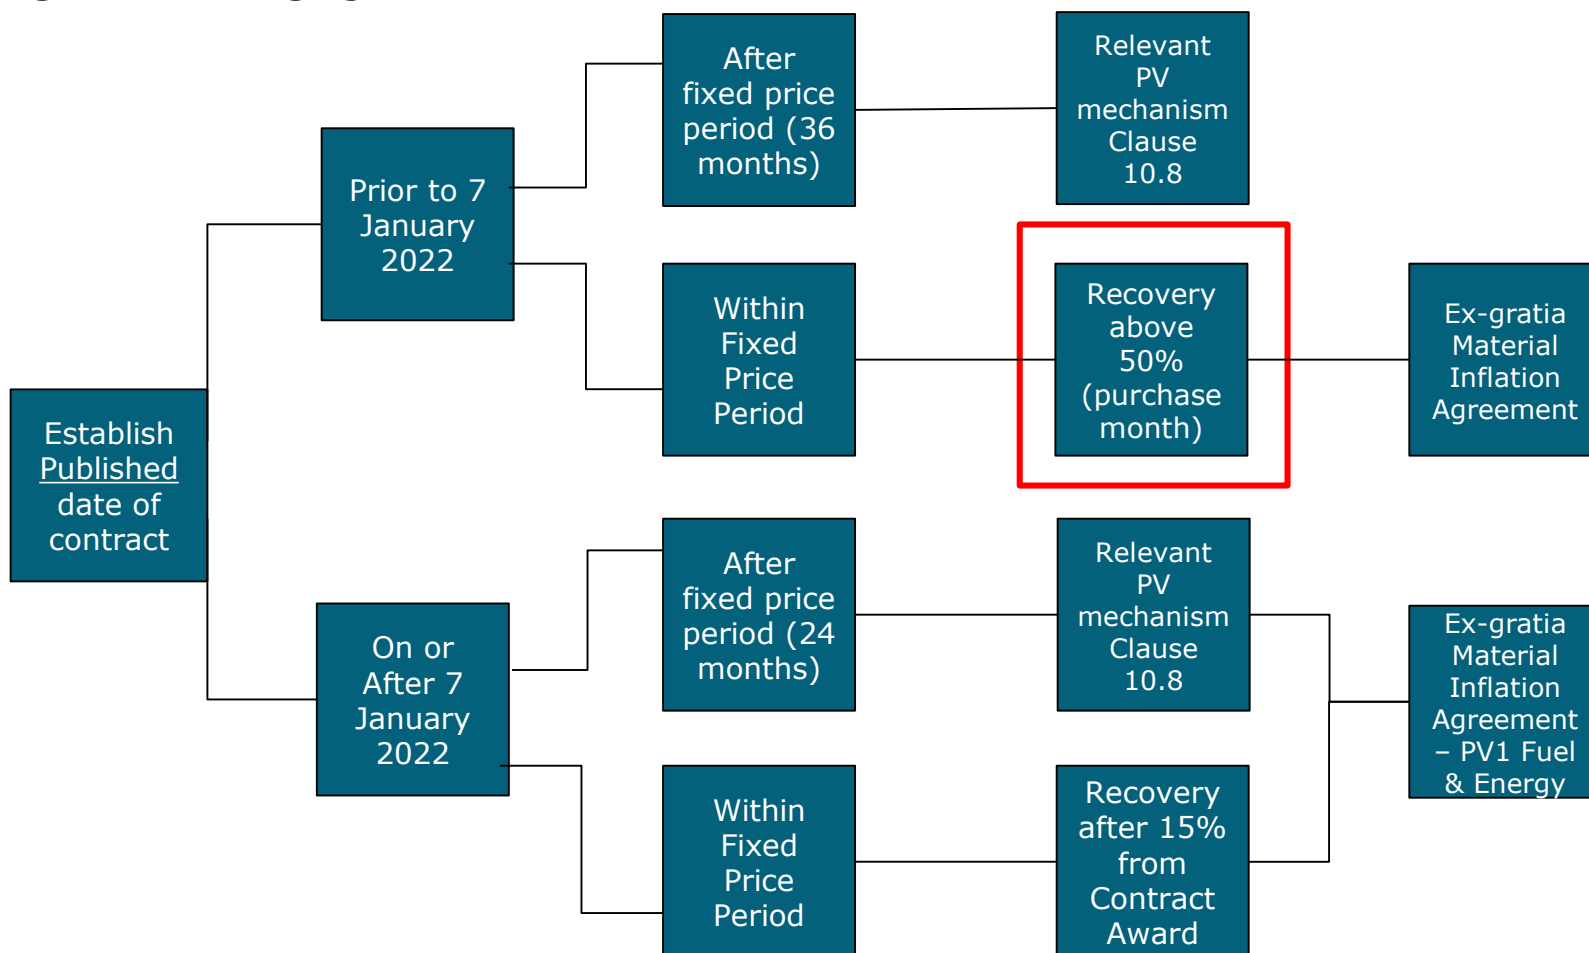 After
fixed price
period (36
months)
Relevant
PV
mechanism
Clause
10.8
Prior to 7
January
2022
Within
Fixed
Price
Period
Recovery
above
50%
(purchase
month)
Ex-gratia
Material
Inflation
Agreement
Establish
Published
date of
contract
After
fixed price
period (24
months)
Relevant
PV
mechanism
Clause
10.8
On or
After 7
January
2022
Ex-gratia
Material
Inflation
Agreement
– PV1 Fuel
& Energy
Within
Fixed
Price
Period
Recovery
after 15%
from
Contract
Award